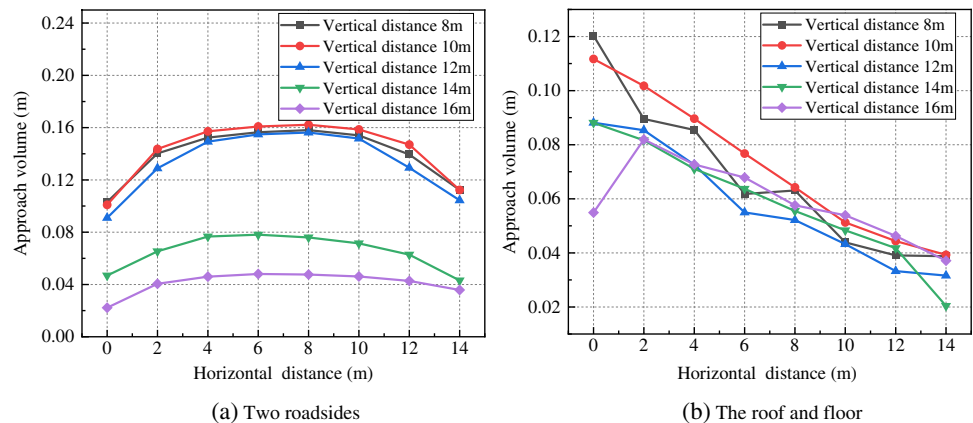 0.24
0.20
0.16
0.12
0.08
0.04
0.00
Approach volume (m)
Vertical distance 8m
Vertical distance 10m
Vertical distance 12m
Vertical distance 14m
Vertical distance 16m
0 2 4 6 8 10 12 14
Horizontal distance (m)
(a) Two roadsides
0.12
0.10
0.08
0.06
0.04
0.02
Approach volume (m)
Vertical distance 8m
Vertical distance 10m
Vertical distance 12m
Vertical distance 14m
Vertical distance 16m
0 2 4 6 8 10 12 14
Horizontal distance (m)
(b) The roof and floor